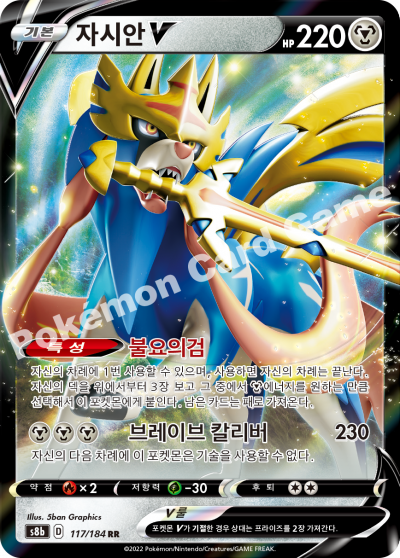 기본 자시안 V HP 220
Pokémon Card Game
특성 불요의검
자신의 차례에 1번 사용할 수 있으며, 사용하면 자신의 차례는 끝난다.
자신의 덱을 위에서부터 3장 보고 그 중에서 에너지를 원하는 만큼
선택해서 이 포켓몬에게 붙인다. 남은 카드는 패로 가져온다.
브레이브 칼리버 230
자신의 다음 차례에 이 포켓몬은 기술을 사용할 수 없다.
약점 ×2 저항력 -30 후퇴
Illus. 5ban Graphics
V룰
s8b D 117/184 RR
포켓몬 V가 기절한 경우 상대는 프라이즈를 2장 가져간다.
©2022 Pokémon/Nintendo/Creatures/GAME FREAK.